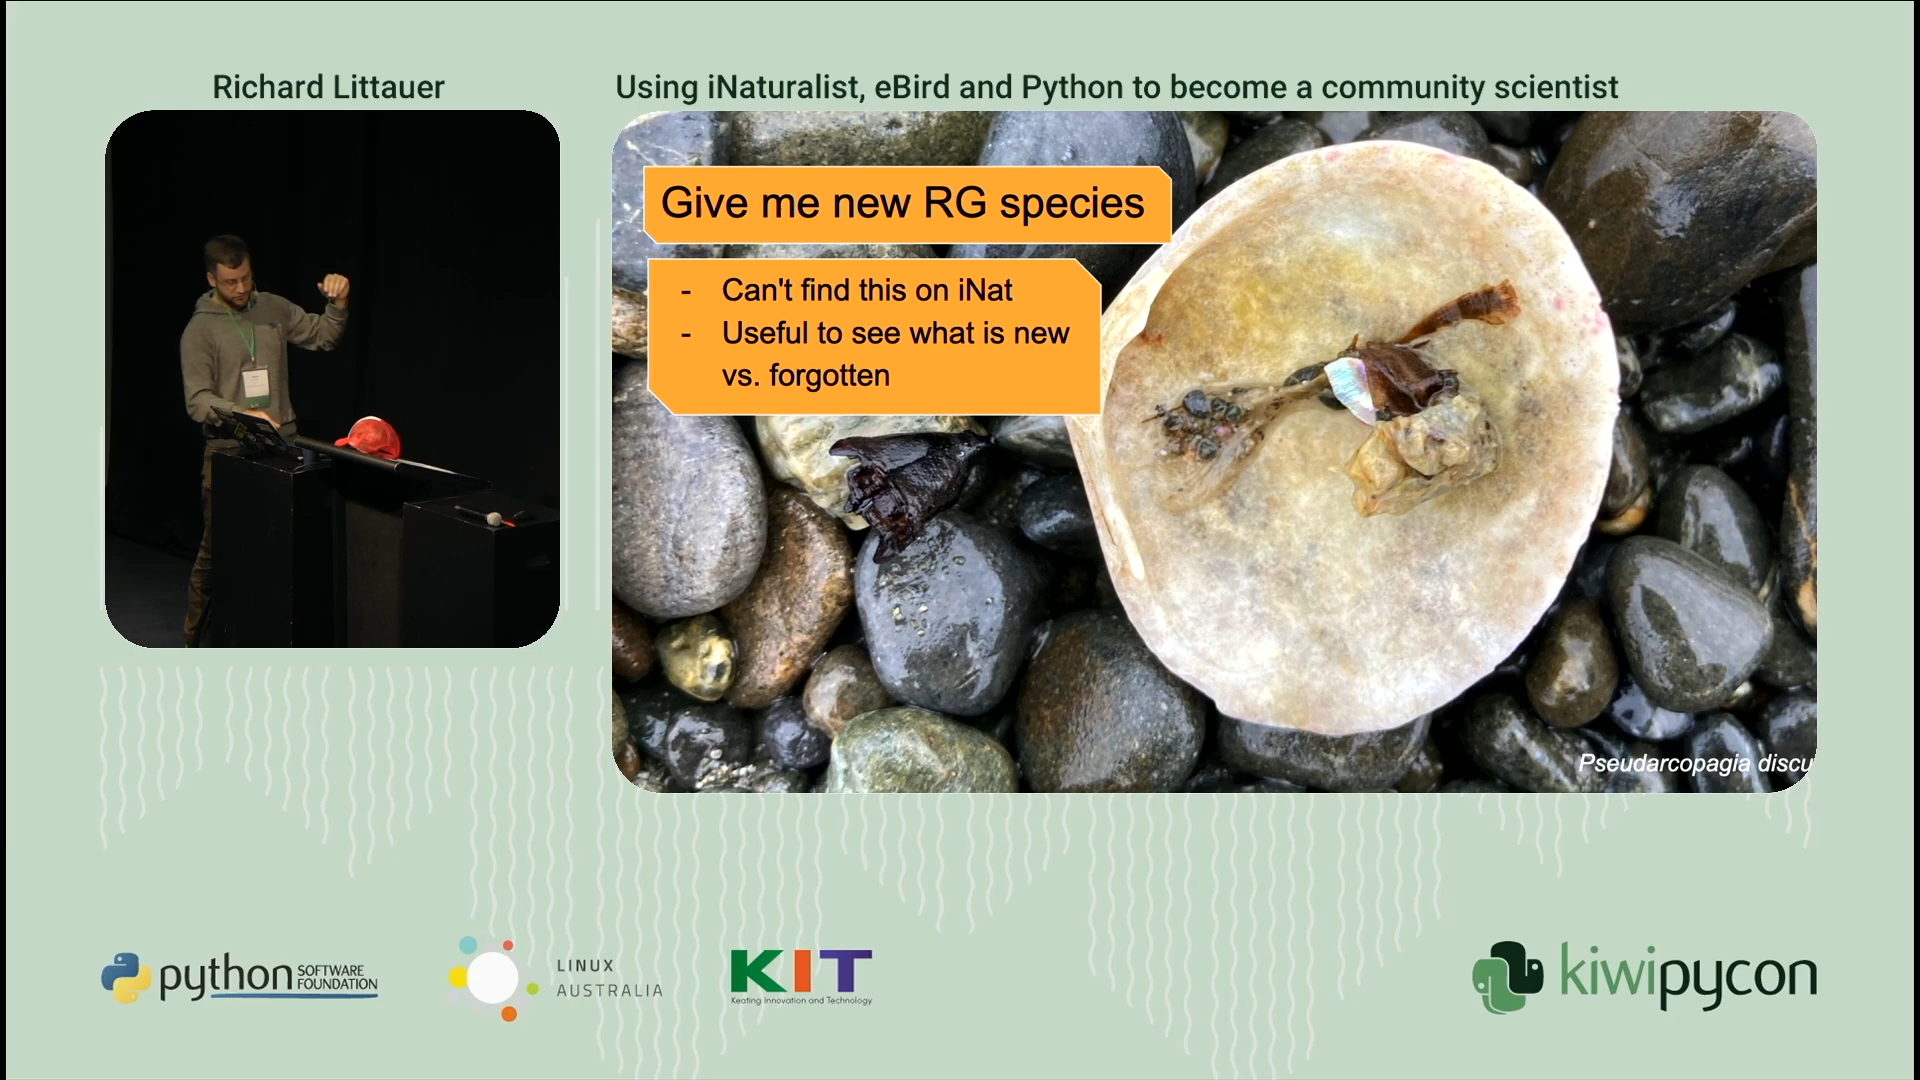 Richard Littauer
Using iNaturalist, eBird and Python to become a community scientist
Give me new RG species
- Can't find this on iNat
- Useful to see what is new
vs. forgotten
Pseudarcopagia discu
python SOFTWARE
FOUNDATION
LINUX
AUSTRALIA
KIT
Keating Innovation and Technology
kiwipycon